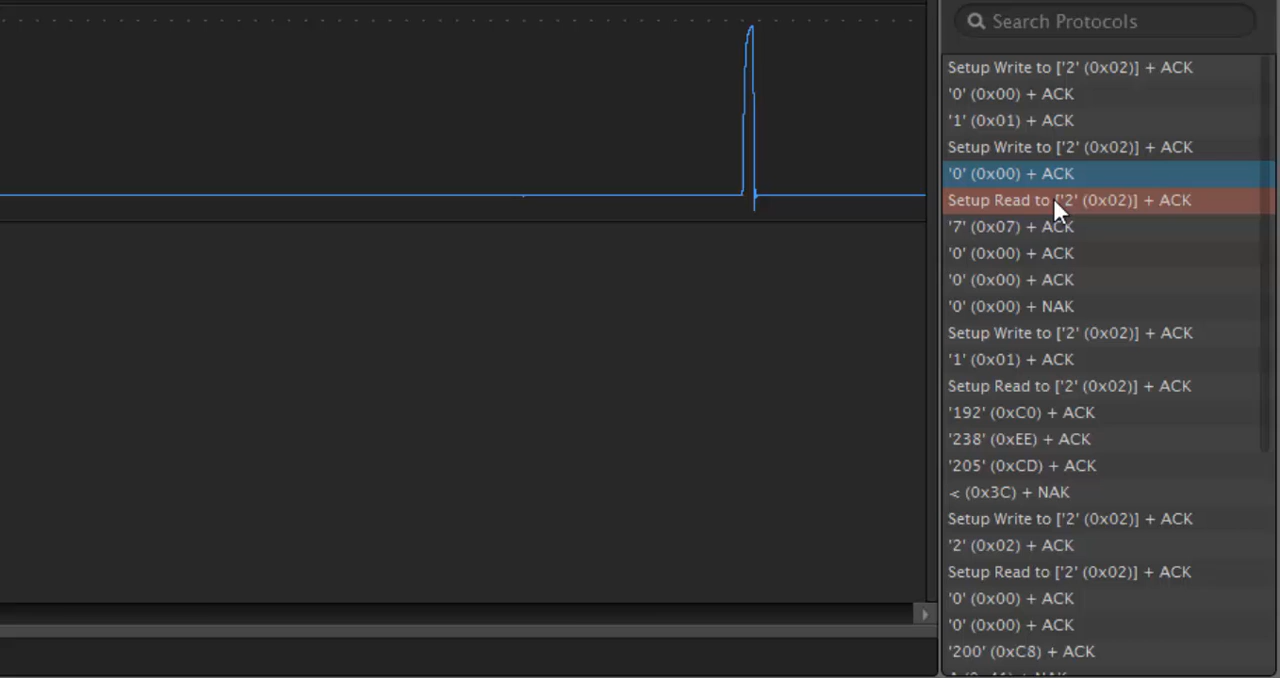 Search Protocols
Setup Write to ['2' (0x02)] + ACK
'0' (0x00) + ACK
'1' (0x01) + ACK
Setup Write to ['2' (0x02)] + ACK
'0' (0x00) + ACK
Setup Read to ['2' (0x02)] + ACK
'7' (0x07) + ACK
'0' (0x00) + ACK
'0' (0x00) + ACK
'0' (0x00) + NAK
Setup Write to ['2' (0x02)] + ACK
'1' (0x01) + ACK
Setup Read to ['2' (0x02)] + ACK
'192' (0xC0) + ACK
'238' (0xEE) + ACK
'205' (0xCD) + ACK
< (0x3C) + NAK
Setup Write to ['2' (0x02)] + ACK
'2' (0x02) + ACK
Setup Read to ['2' (0x02)] + ACK
'0' (0x00) + ACK
'0' (0x00) + ACK
'200' (0xC8) + ACK